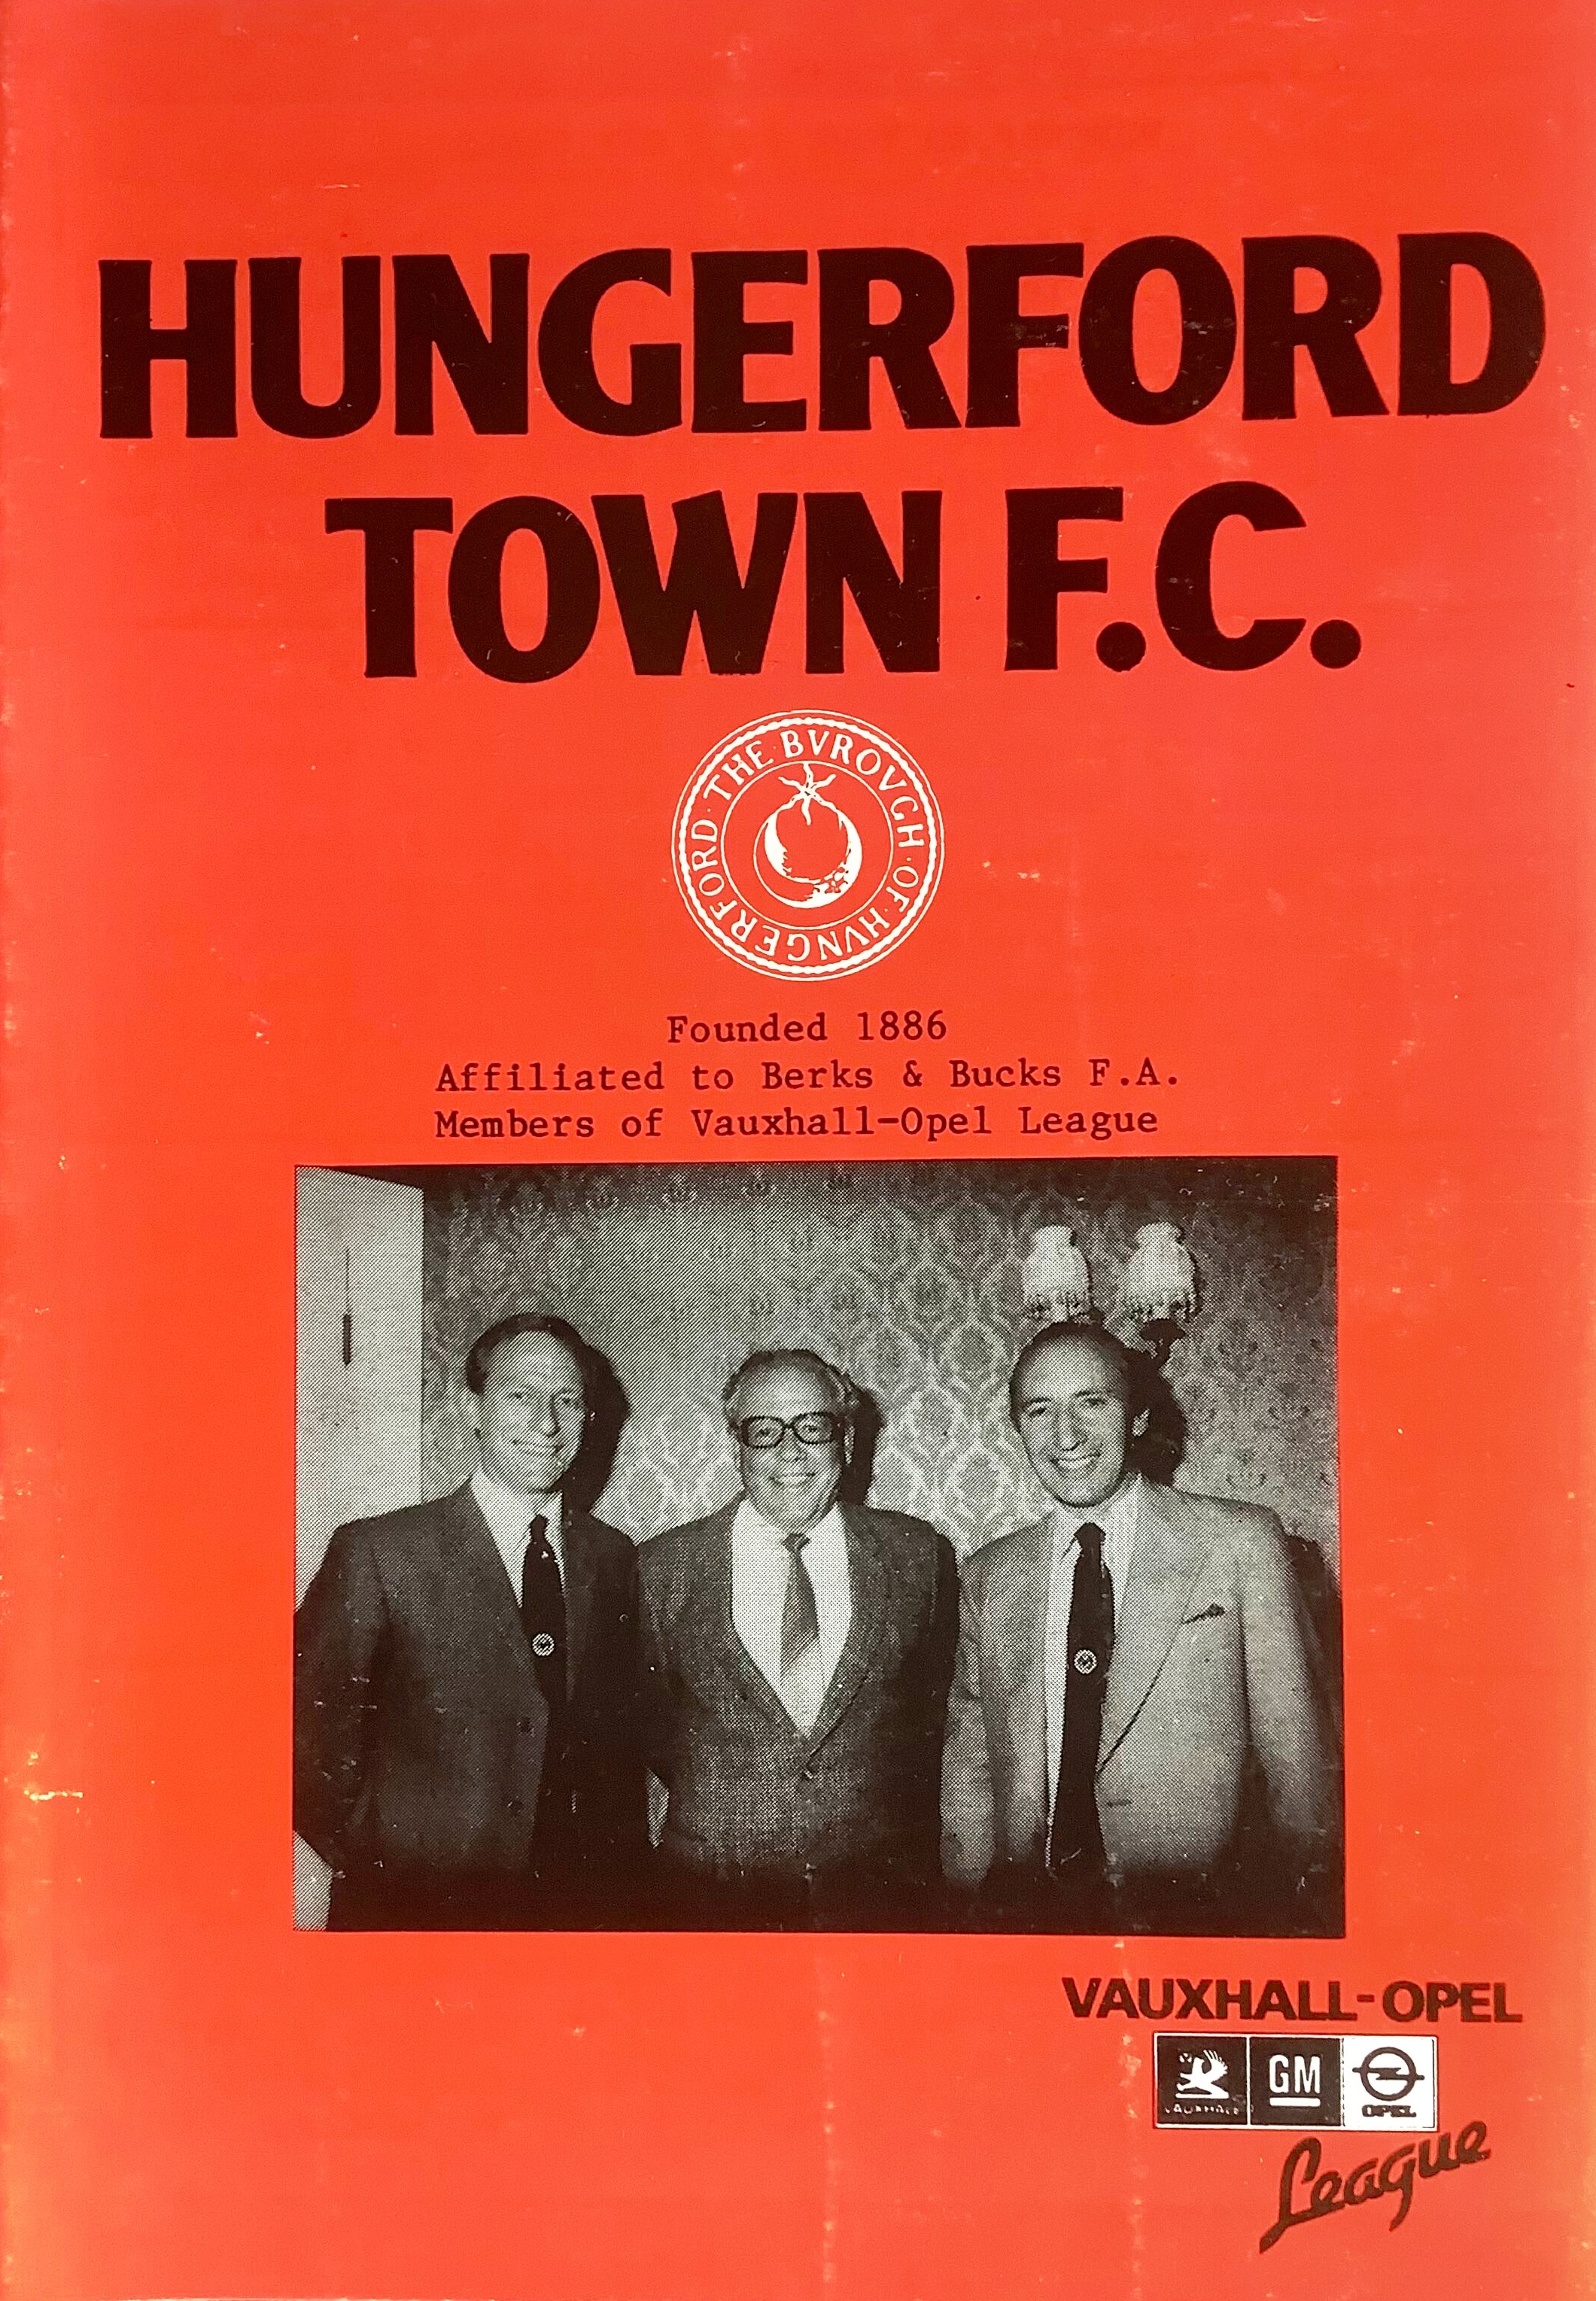 HUNGERFORD
TOWN F.C.
THE BVROVGH · OF · HVNGERFORD ·
Founded 1886
Affiliated to Berks & Bucks F.A.
Members of Vauxhall-Opel League
VAUXHALL-OPEL
VAUXHALL GM OPEL
League